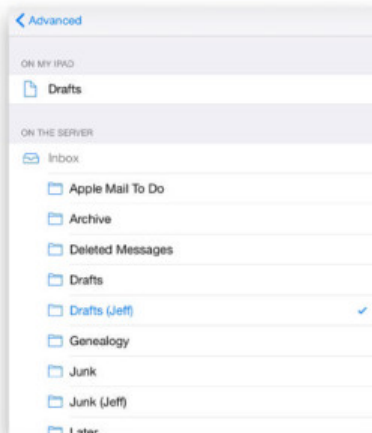 Advanced
ON MY IPAD
Drafts
ON THE SERVER
Inbox
Apple Mail To Do
Archive
Deleted Messages
Drafts
Drafts (Jeff)
Genealogy
Junk
Junk (Jeff)
Later